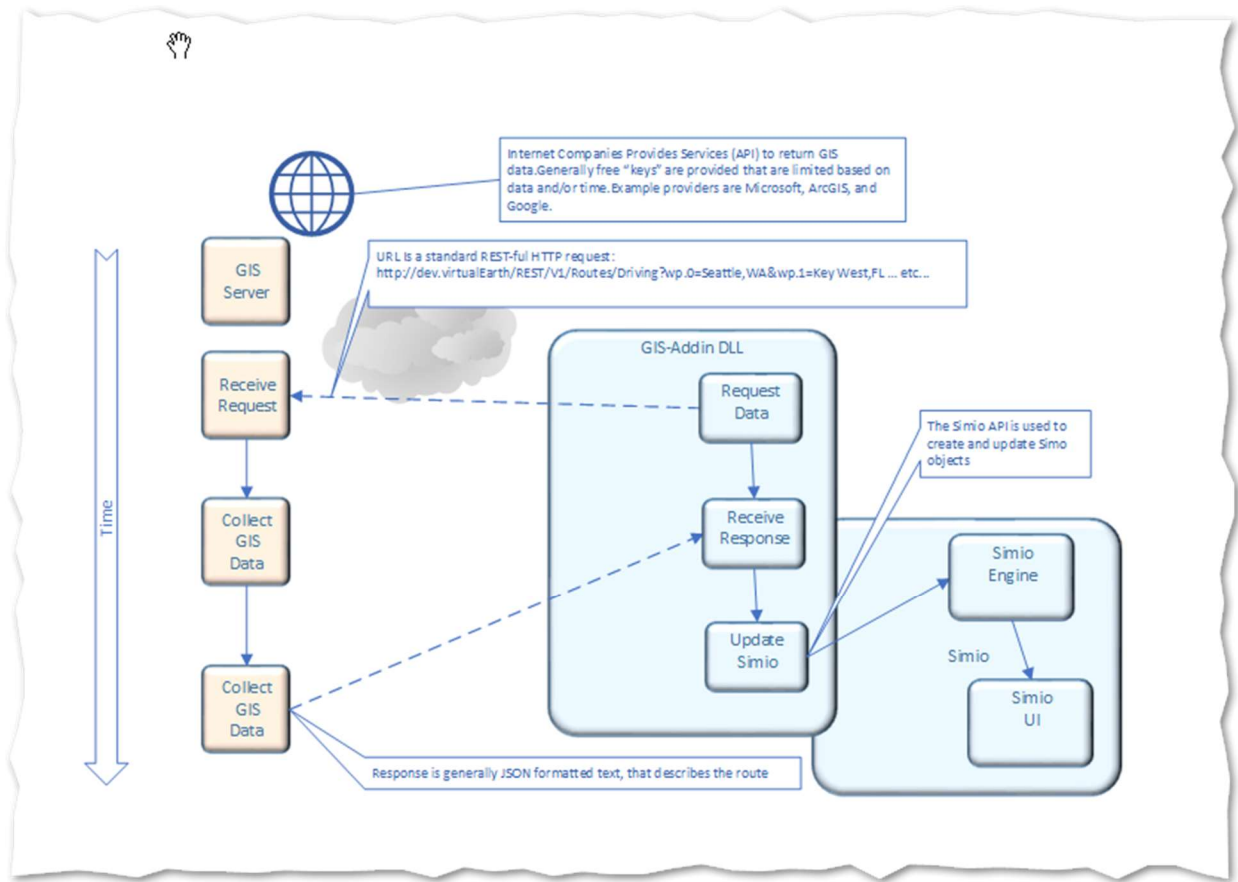 Internet Companies Provides Services (API) to return GIS
data.Generally free “keys” are provided that are limited based on
data and/or time.Example providers are Microsoft, ArcGIS, and
Google.
URL is a standard REST-ful HTTP request:
http://dev.virtualEarth/REST/V1/Routes/Driving?wp.0=Seattle,WA&wp.1=Key West,FL ... etc...
GIS
Server
GIS-Addin DLL
Receive
Request
Request
Data
The Simio API is used to
create and update Simo
objects
Time
Collect
GIS
Data
Receive
Response
Simio
Engine
Update
Simio
Simio
Collect
GIS
Data
Simio
UI
Response is generally JSON formatted text, that describes the route